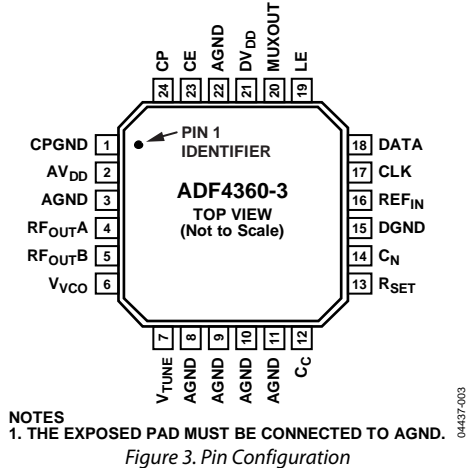 CP
CE
AGND
DVDD
MUXOUT
LE
24
23
22
21
20
19
CPGND 1
AVDD 2
AGND 3
RFOUTA 4
RFOUTB 5
VVCO 6
PIN 1
IDENTIFIER
ADF4360-3
TOP VIEW
(Not to Scale)
18 DATA
17 CLK
16 REFIN
15 DGND
14 CN
13 RSET
7
8
9
10
11
12
VTUNE
AGND
AGND
AGND
AGND
CC
NOTES
1. THE EXPOSED PAD MUST BE CONNECTED TO AGND.
04437-003
Figure 3. Pin Configuration